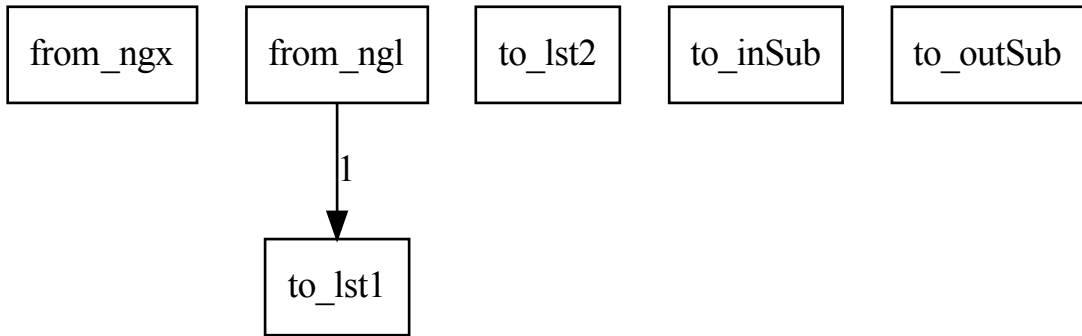 from_ngx
from_ngl
to_lst2
to_inSub
to_outSub
1
to_lst1